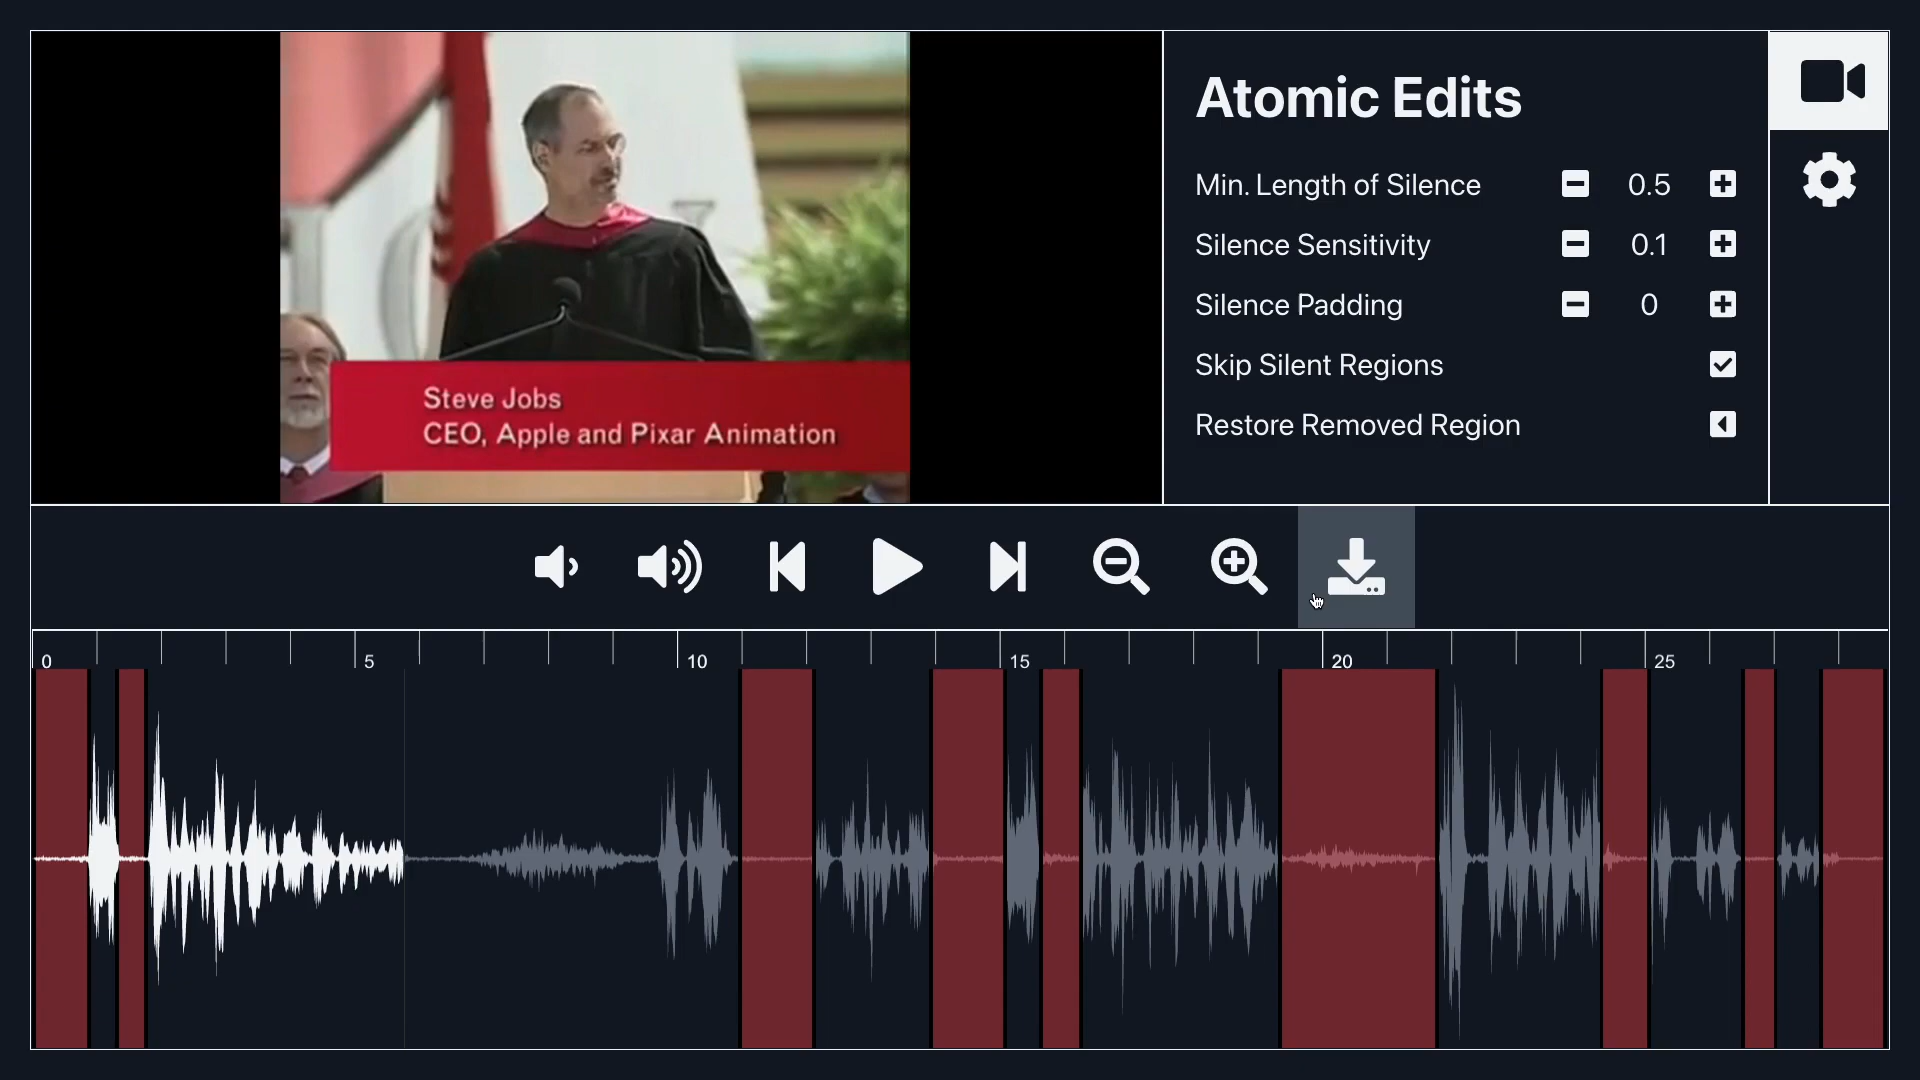 Atomic Edits
Min. Length of Silence 0.5
Silence Sensitivity 0.1
Silence Padding 0
Skip Silent Regions
Restore Removed Region
Steve Jobs
CEO, Apple and Pixar Animation
0 5 10 15 20 25